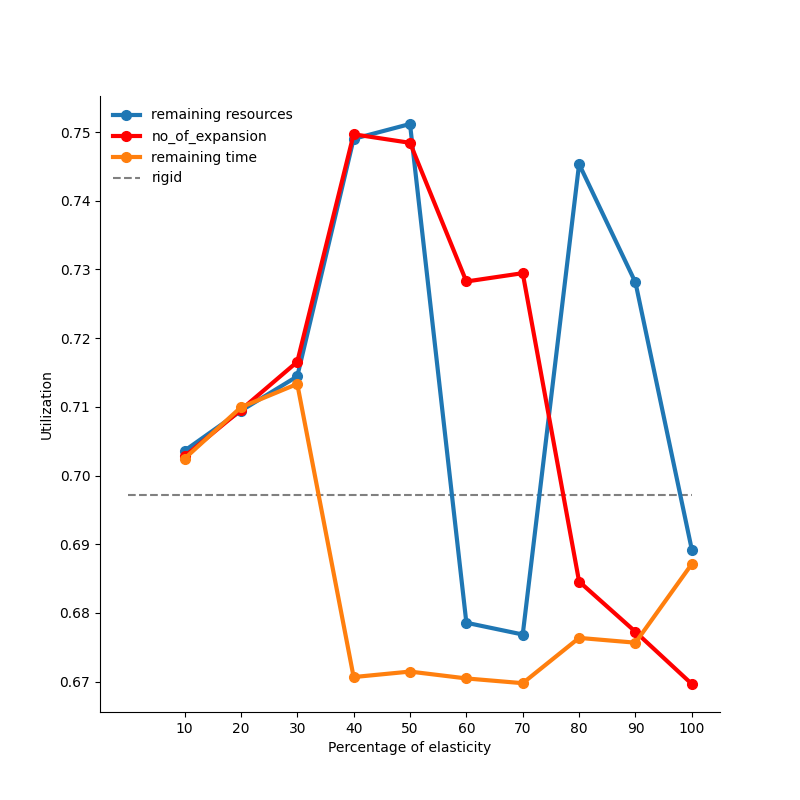 remaining resources
no_of_expansion
remaining time
rigid
0.75
0.74
0.73
0.72
0.71
0.70
0.69
0.68
0.67
Utilization
10 20 30 40 50 60 70 80 90 100
Percentage of elasticity